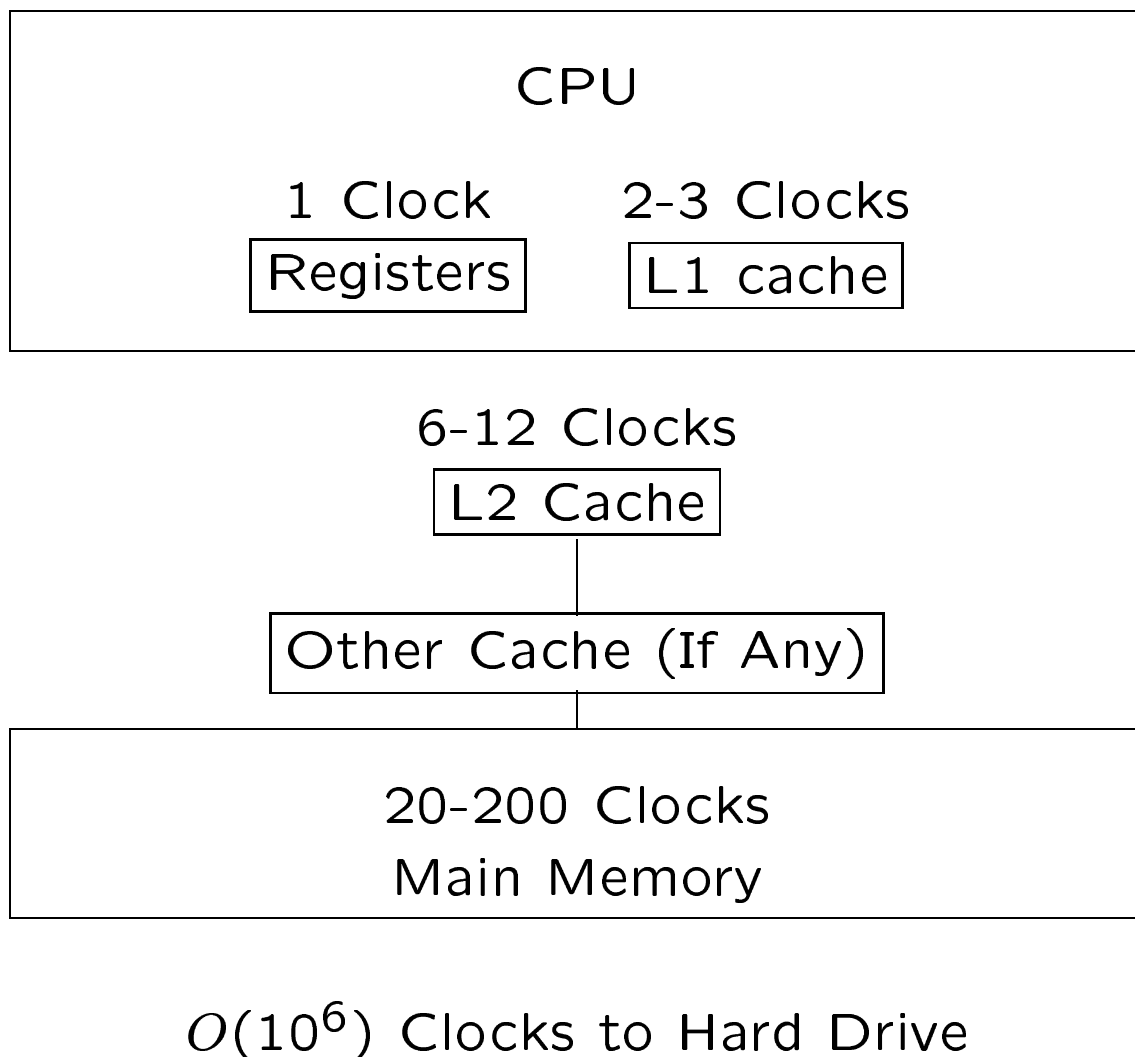 CPU
1 Clock 2-3 Clocks
Registers L1 cache
6-12 Clocks
L2 Cache
Other Cache (If Any)
20-200 Clocks
Main Memory
O(10⁶) Clocks to Hard Drive